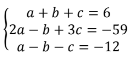 a + b + c = 6
2a − b + 3c = −59
a − b − c = −12